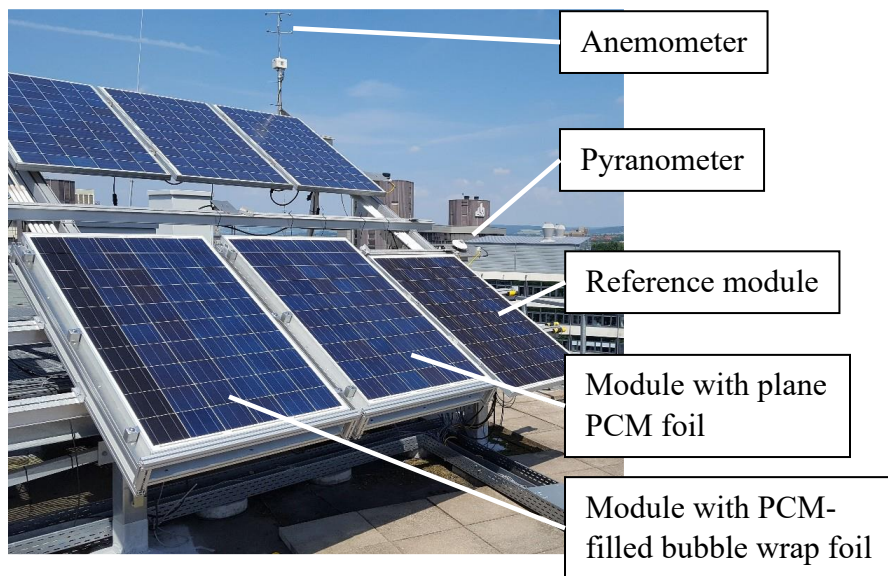 Anemometer
Pyranometer
Reference module
Module with plane
PCM foil
Module with PCM-
filled bubble wrap foil